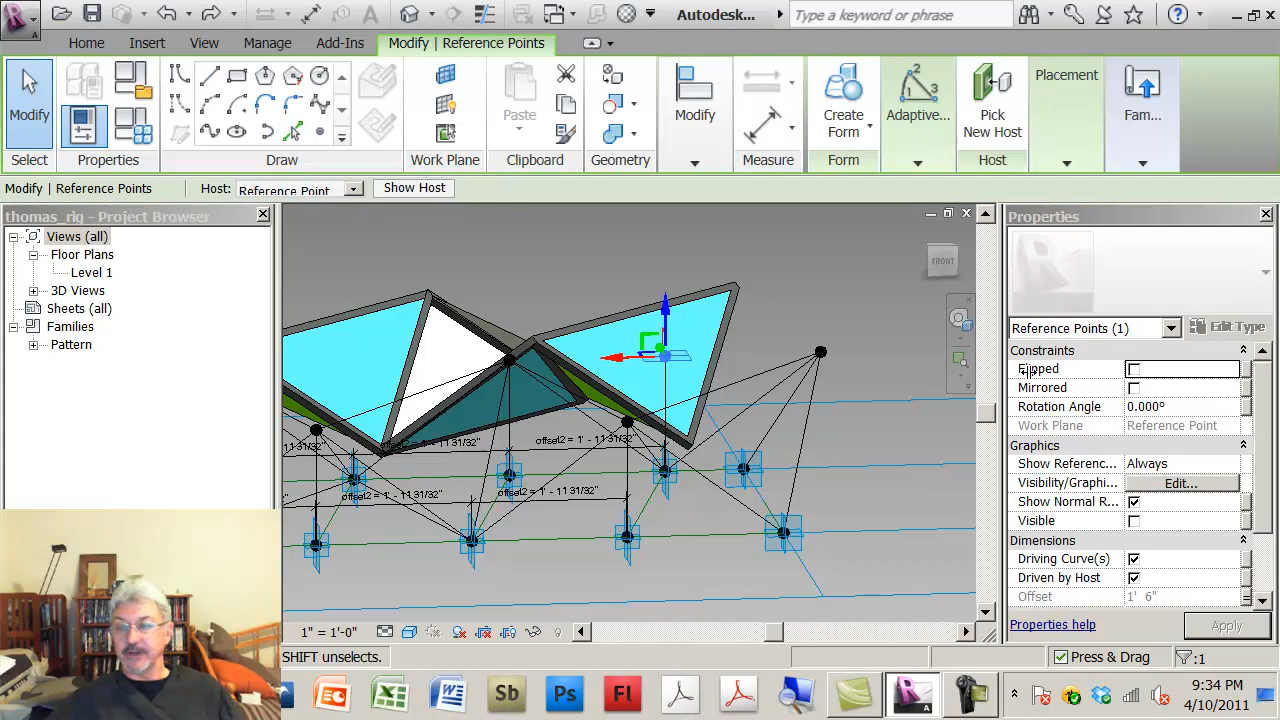 Autodesk...
Type a keyword or phrase
Home
Insert
View
Manage
Add-Ins
Modify | Reference Points
Modify
Paste
Modify
Create
Form
Adaptive...
Pick
New Host
Placement
Fam...
Select
Properties
Draw
Work Plane
Clipboard
Geometry
Measure
Form
Host
Modify | Reference Points
Host:
Reference Point
Show Host
thomas_rig - Project Browser
Views (all)
Floor Plans
Level 1
3D Views
Sheets (all)
Families
Pattern
FRONT
11 31/32"
offset2 = 1' - 11 31/32"
offset2 = 1' - 11 31/32"
offset2 = 1' - 11 31/32"
offset2 = 1' - 11 31/32"
Properties
Reference Points (1)
Edit Type
Constraints
Flipped
Mirrored
Rotation Angle
0.000°
Work Plane
Reference Point
Graphics
Show Referenc...
Always
Visibility/Graphi...
Edit...
Show Normal R...
Visible
Dimensions
Driving Curve(s)
Driven by Host
Offset
1' 6"
Properties help
Apply
1" = 1'-0"
SHIFT unselects.
Press & Drag
:1
Sb
Ps
Fl
9:34 PM
4/10/2011